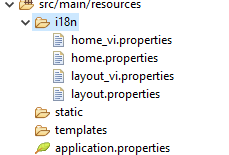 src/main/resources
i18n
home_vi.properties
home.properties
layout_vi.properties
layout.properties
static
templates
application.properties